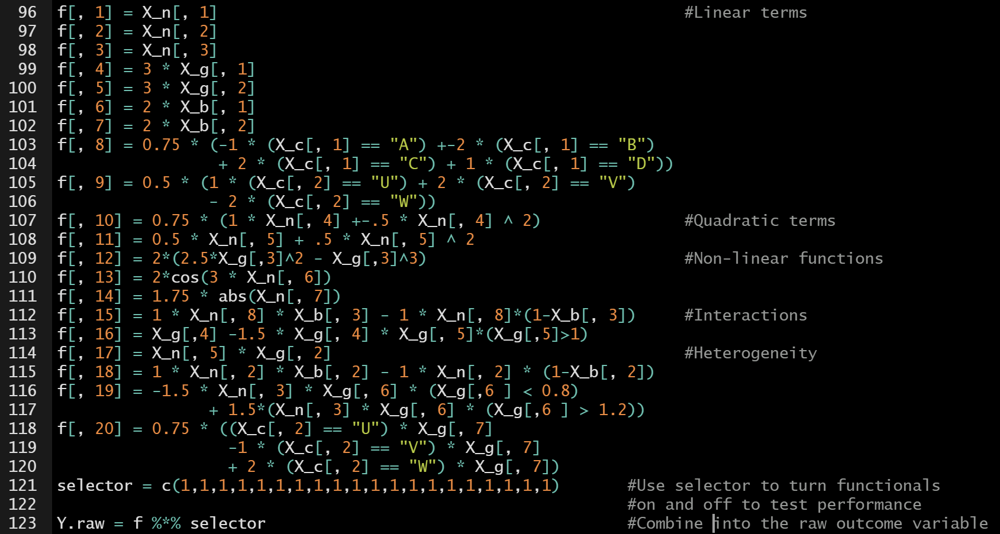 96 f[, 1] = X_n[, 1] #Linear terms
97 f[, 2] = X_n[, 2]
98 f[, 3] = X_n[, 3]
99 f[, 4] = 3 * X_g[, 1]
100 f[, 5] = 3 * X_g[, 2]
101 f[, 6] = 2 * X_b[, 1]
102 f[, 7] = 2 * X_b[, 2]
103 f[, 8] = 0.75 * (-1 * (X_c[, 1] == "A") +-2 * (X_c[, 1] == "B")
104 + 2 * (X_c[, 1] == "C") + 1 * (X_c[, 1] == "D"))
105 f[, 9] = 0.5 * (1 * (X_c[, 2] == "U") + 2 * (X_c[, 2] == "V")
106 - 2 * (X_c[, 2] == "W"))
107 f[, 10] = 0.75 * (1 * X_n[, 4] +-.5 * X_n[, 4] ^ 2) #Quadratic terms
108 f[, 11] = 0.5 * X_n[, 5] + .5 * X_n[, 5] ^ 2
109 f[, 12] = 2*(2.5*X_g[,3]^2 - X_g[,3]^3) #Non-linear functions
110 f[, 13] = 2*cos(3 * X_n[, 6])
111 f[, 14] = 1.75 * abs(X_n[, 7])
112 f[, 15] = 1 * X_n[, 8] * X_b[, 3] - 1 * X_n[, 8]*(1-X_b[, 3]) #Interactions
113 f[, 16] = X_g[,4] -1.5 * X_g[, 4] * X_g[, 5]*(X_g[,5]>1)
114 f[, 17] = X_n[, 5] * X_g[, 2] #Heterogeneity
115 f[, 18] = 1 * X_n[, 2] * X_b[, 2] - 1 * X_n[, 2] * (1-X_b[, 2])
116 f[, 19] = -1.5 * X_n[, 3] * X_g[, 6] * (X_g[,6 ] < 0.8)
117 + 1.5*(X_n[, 3] * X_g[, 6] * (X_g[,6 ] > 1.2))
118 f[, 20] = 0.75 * ((X_c[, 2] == "U") * X_g[, 7]
119 -1 * (X_c[, 2] == "V") * X_g[, 7]
120 + 2 * (X_c[, 2] == "W") * X_g[, 7])
121 selector = c(1,1,1,1,1,1,1,1,1,1,1,1,1,1,1,1,1,1,1,1) #Use selector to turn functionals
122 #on and off to test performance
123 Y.raw = f %*% selector #Combine into the raw outcome variable